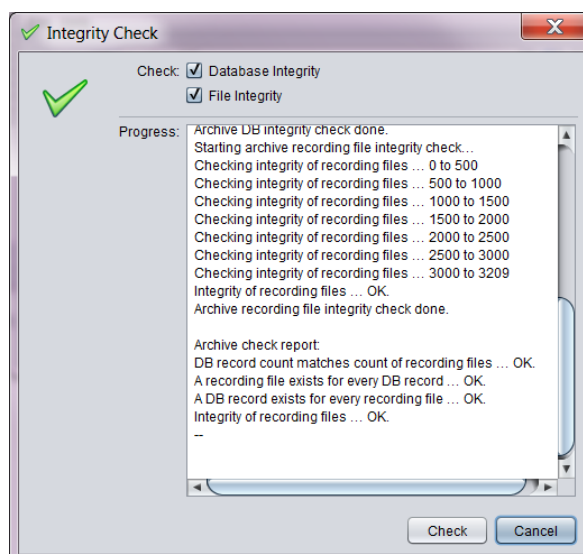 Integrity Check
Check: Database Integrity
File Integrity
Progress:
Archive DB integrity check done.
Starting archive recording file integrity check...
Checking integrity of recording files ... 0 to 500
Checking integrity of recording files ... 500 to 1000
Checking integrity of recording files ... 1000 to 1500
Checking integrity of recording files ... 1500 to 2000
Checking integrity of recording files ... 2000 to 2500
Checking integrity of recording files ... 2500 to 3000
Checking integrity of recording files ... 3000 to 3209
Integrity of recording files ... OK.
Archive recording file integrity check done.
Archive check report:
DB record count matches count of recording files ... OK.
A recording file exists for every DB record ... OK.
A DB record exists for every recording file ... OK.
Integrity of recording files ... OK.
--
Check Cancel